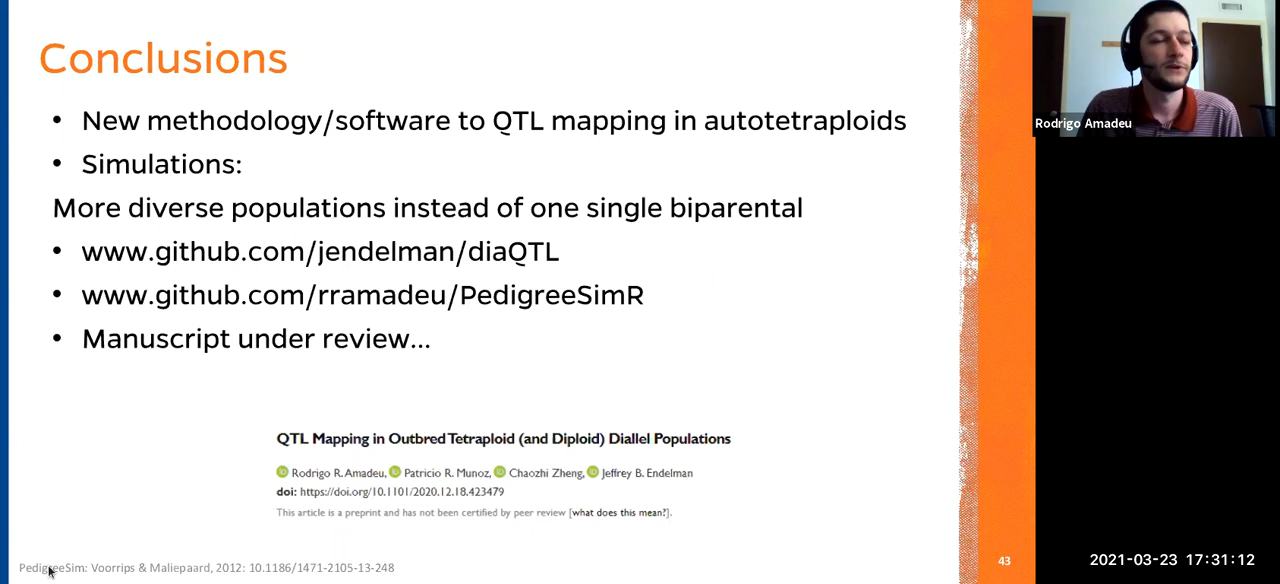 Conclusions
• New methodology/software to QTL mapping in autotetraploids
• Simulations:
More diverse populations instead of one single biparental
• www.github.com/jendelman/diaQTL
• www.github.com/rramadeu/PedigreeSimR
• Manuscript under review...
QTL Mapping in Outbred Tetraploid (and Diploid) Diallel Populations
Rodrigo R. Amadeu, Patricio R. Munoz, Chaozhi Zheng, Jeffrey B. Endelman
doi: https://doi.org/10.1101/2020.12.18.423479
This article is a preprint and has not been certified by peer review [what does this mean?].
PedigreeSim: Voorrips & Maliepaard, 2012: 10.1186/1471-2105-13-248
43
Rodrigo Amadeu
2021-03-23 17:31:12